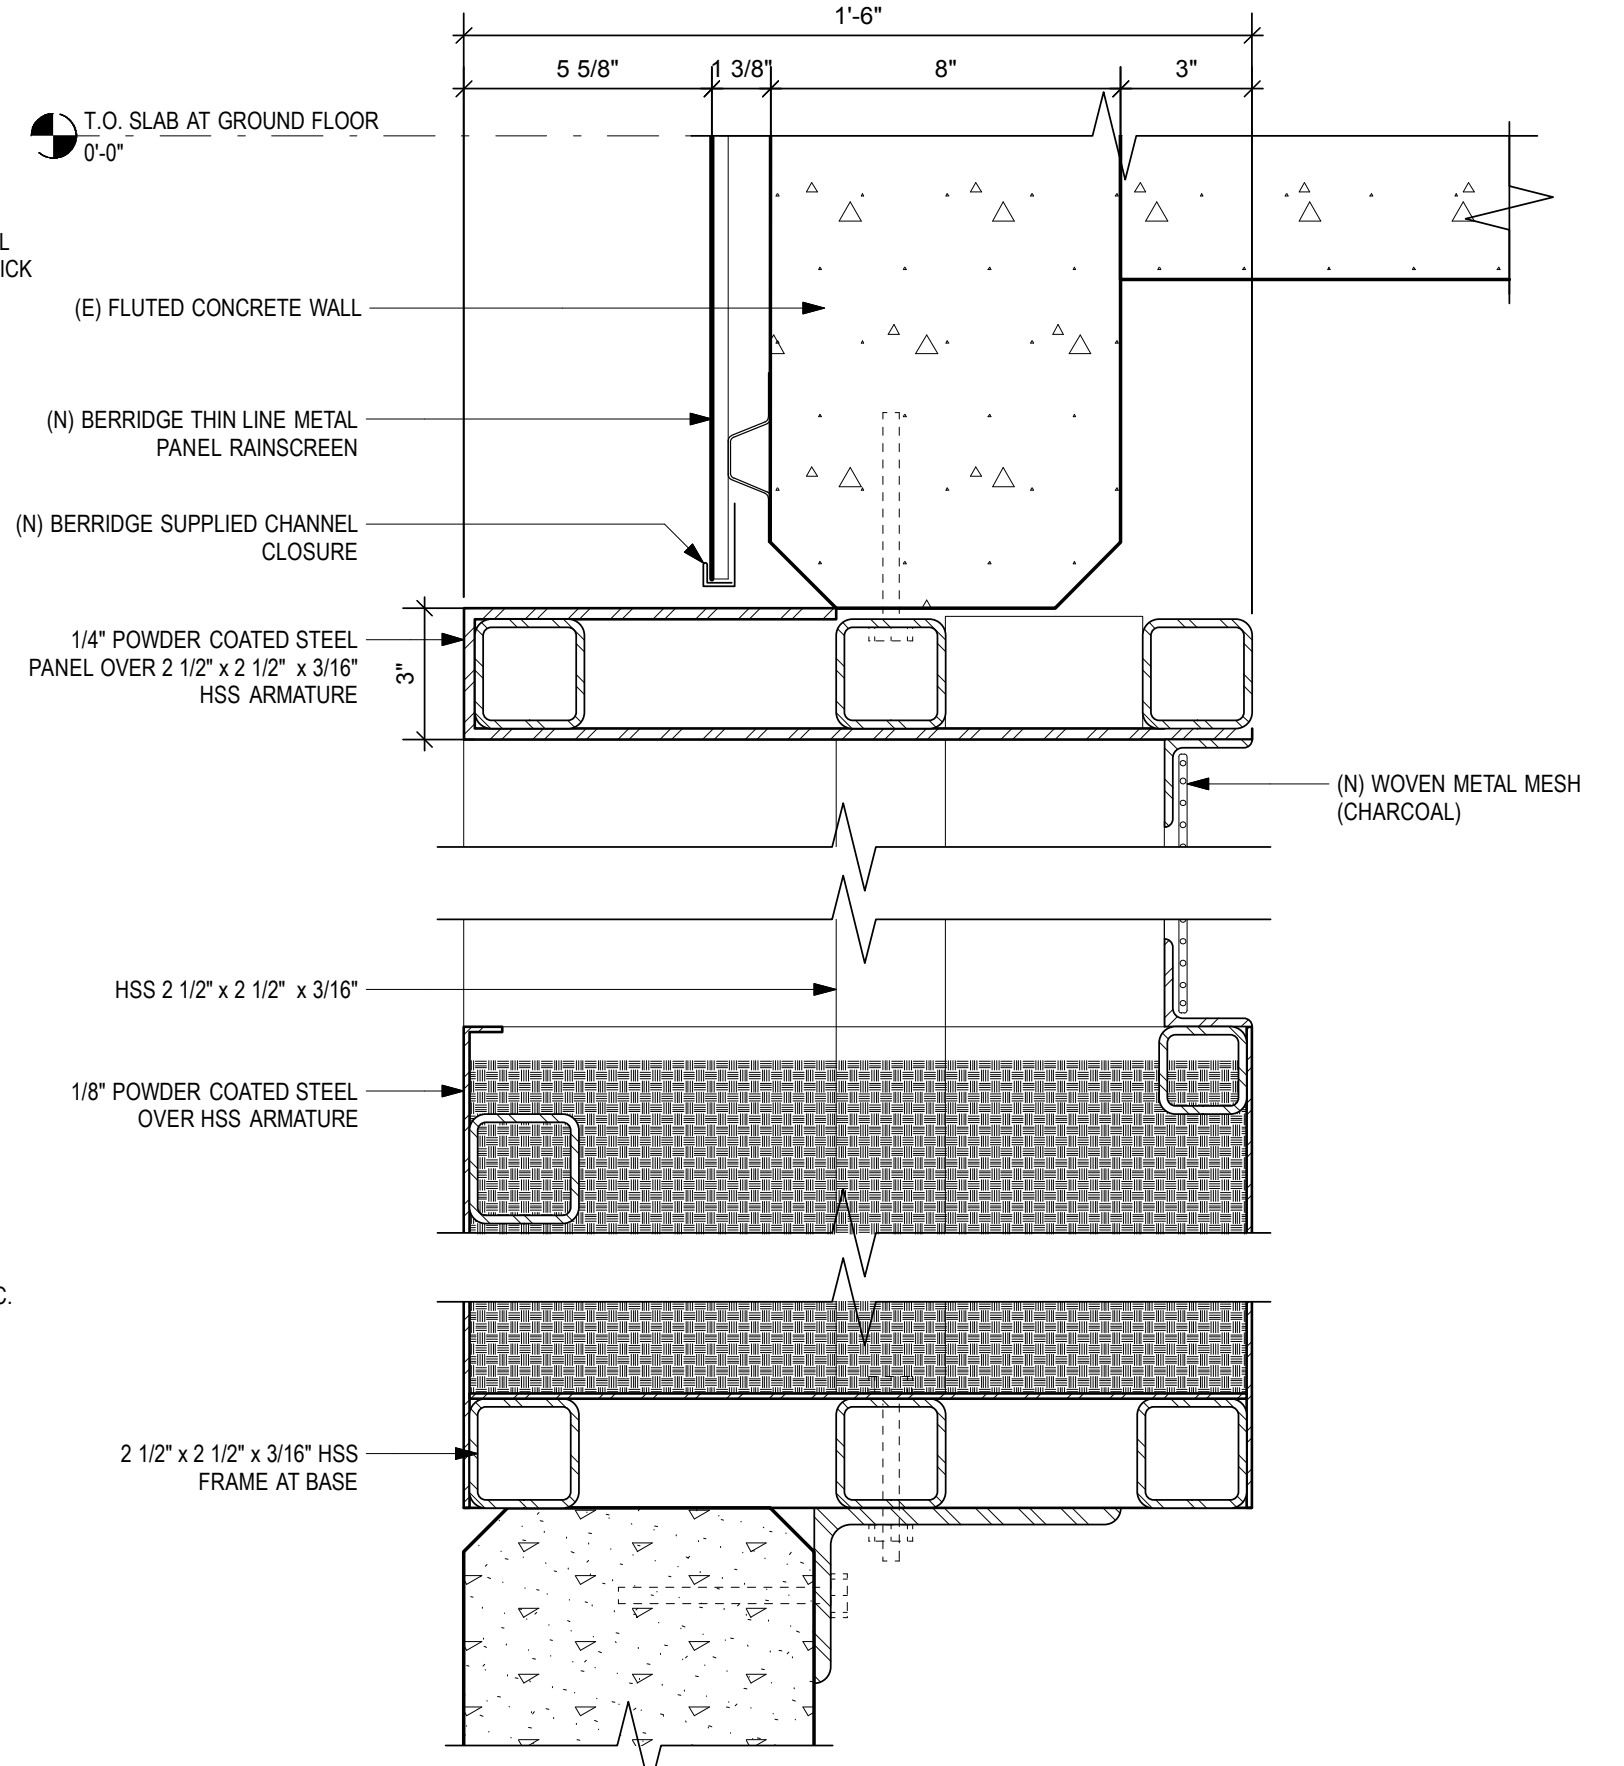 1'-6"
5 5/8"
1 3/8"
8"
3"
T.O. SLAB AT GROUND FLOOR
0'-0"
L
ICK
(E) FLUTED CONCRETE WALL
(N) BERRIDGE THIN LINE METAL
PANEL RAINSCREEN
(N) BERRIDGE SUPPLIED CHANNEL
CLOSURE
1/4" POWDER COATED STEEL
PANEL OVER 2 1/2" x 2 1/2" x 3/16"
HSS ARMATURE
3"
(N) WOVEN METAL MESH
(CHARCOAL)
HSS 2 1/2" x 2 1/2" x 3/16"
1/8" POWDER COATED STEEL
OVER HSS ARMATURE
C.
2 1/2" x 2 1/2" x 3/16" HSS
FRAME AT BASE